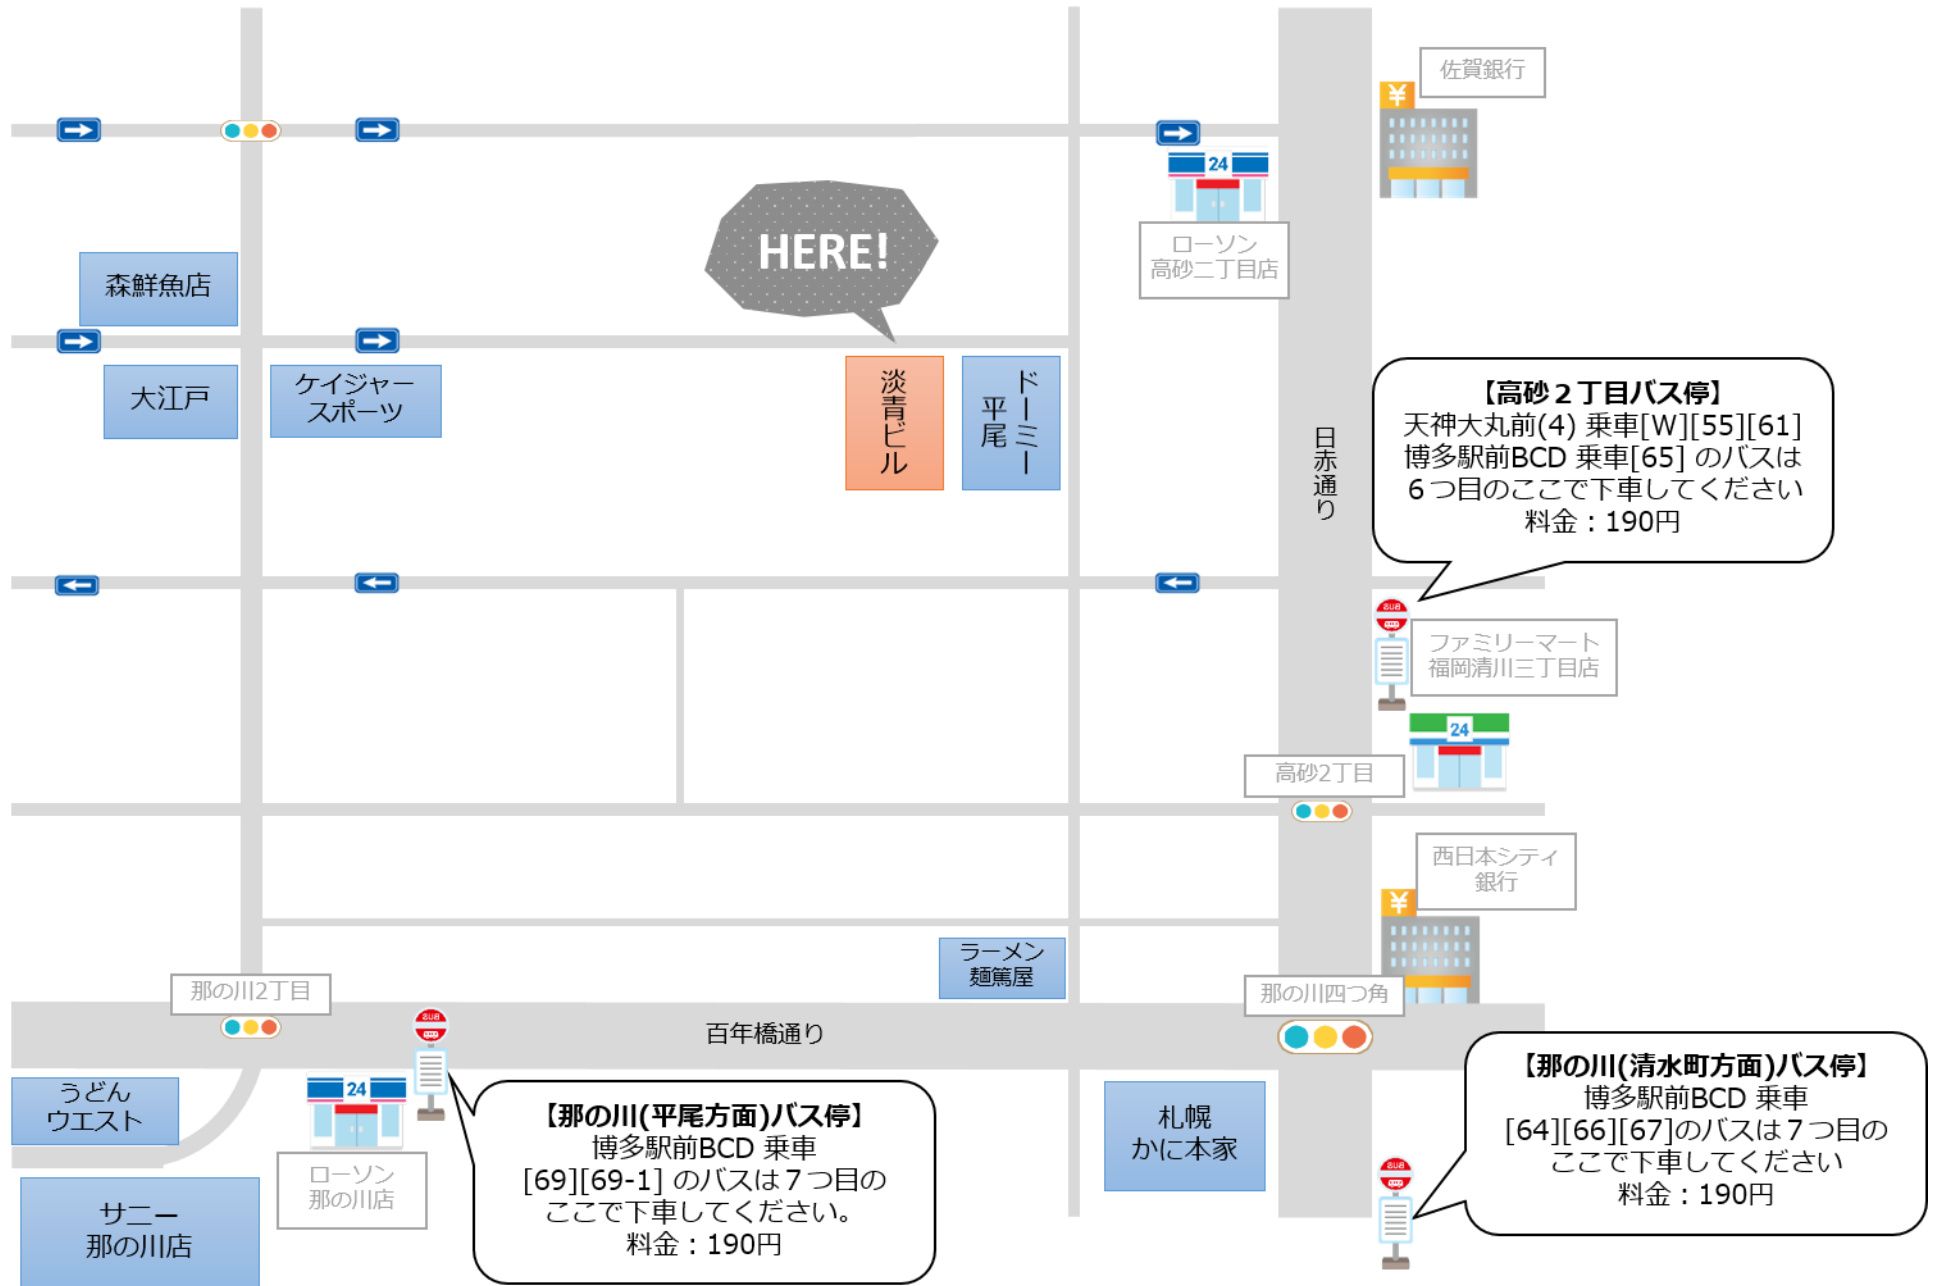 佐賀銀行
¥
24
ローソン
高砂二丁目店
HERE!
森鮮魚店
大江戸
ケイジャー
スポーツ
淡青ビル
ドーミー
平尾
日赤通り
【高砂２丁目バス停】
天神大丸前(4) 乗車[W][55][61]
博多駅前BCD 乗車[65] のバスは
６つ目のここで下車してください
料金：190円
BUS
ファミリーマート
福岡清川三丁目店
24
高砂2丁目
西日本シティ
銀行
¥
ラーメン
麺篤屋
那の川2丁目
那の川四つ角
百年橋通り
BUS
うどん
ウエスト
24
ローソン
那の川店
サニー
那の川店
【那の川(平尾方面)バス停】
博多駅前BCD 乗車
[69][69-1] のバスは７つ目の
ここで下車してください。
料金：190円
札幌
かに本家
【那の川(清水町方面)バス停】
博多駅前BCD 乗車
[64][66][67]のバスは７つ目の
ここで下車してください
料金：190円
BUS